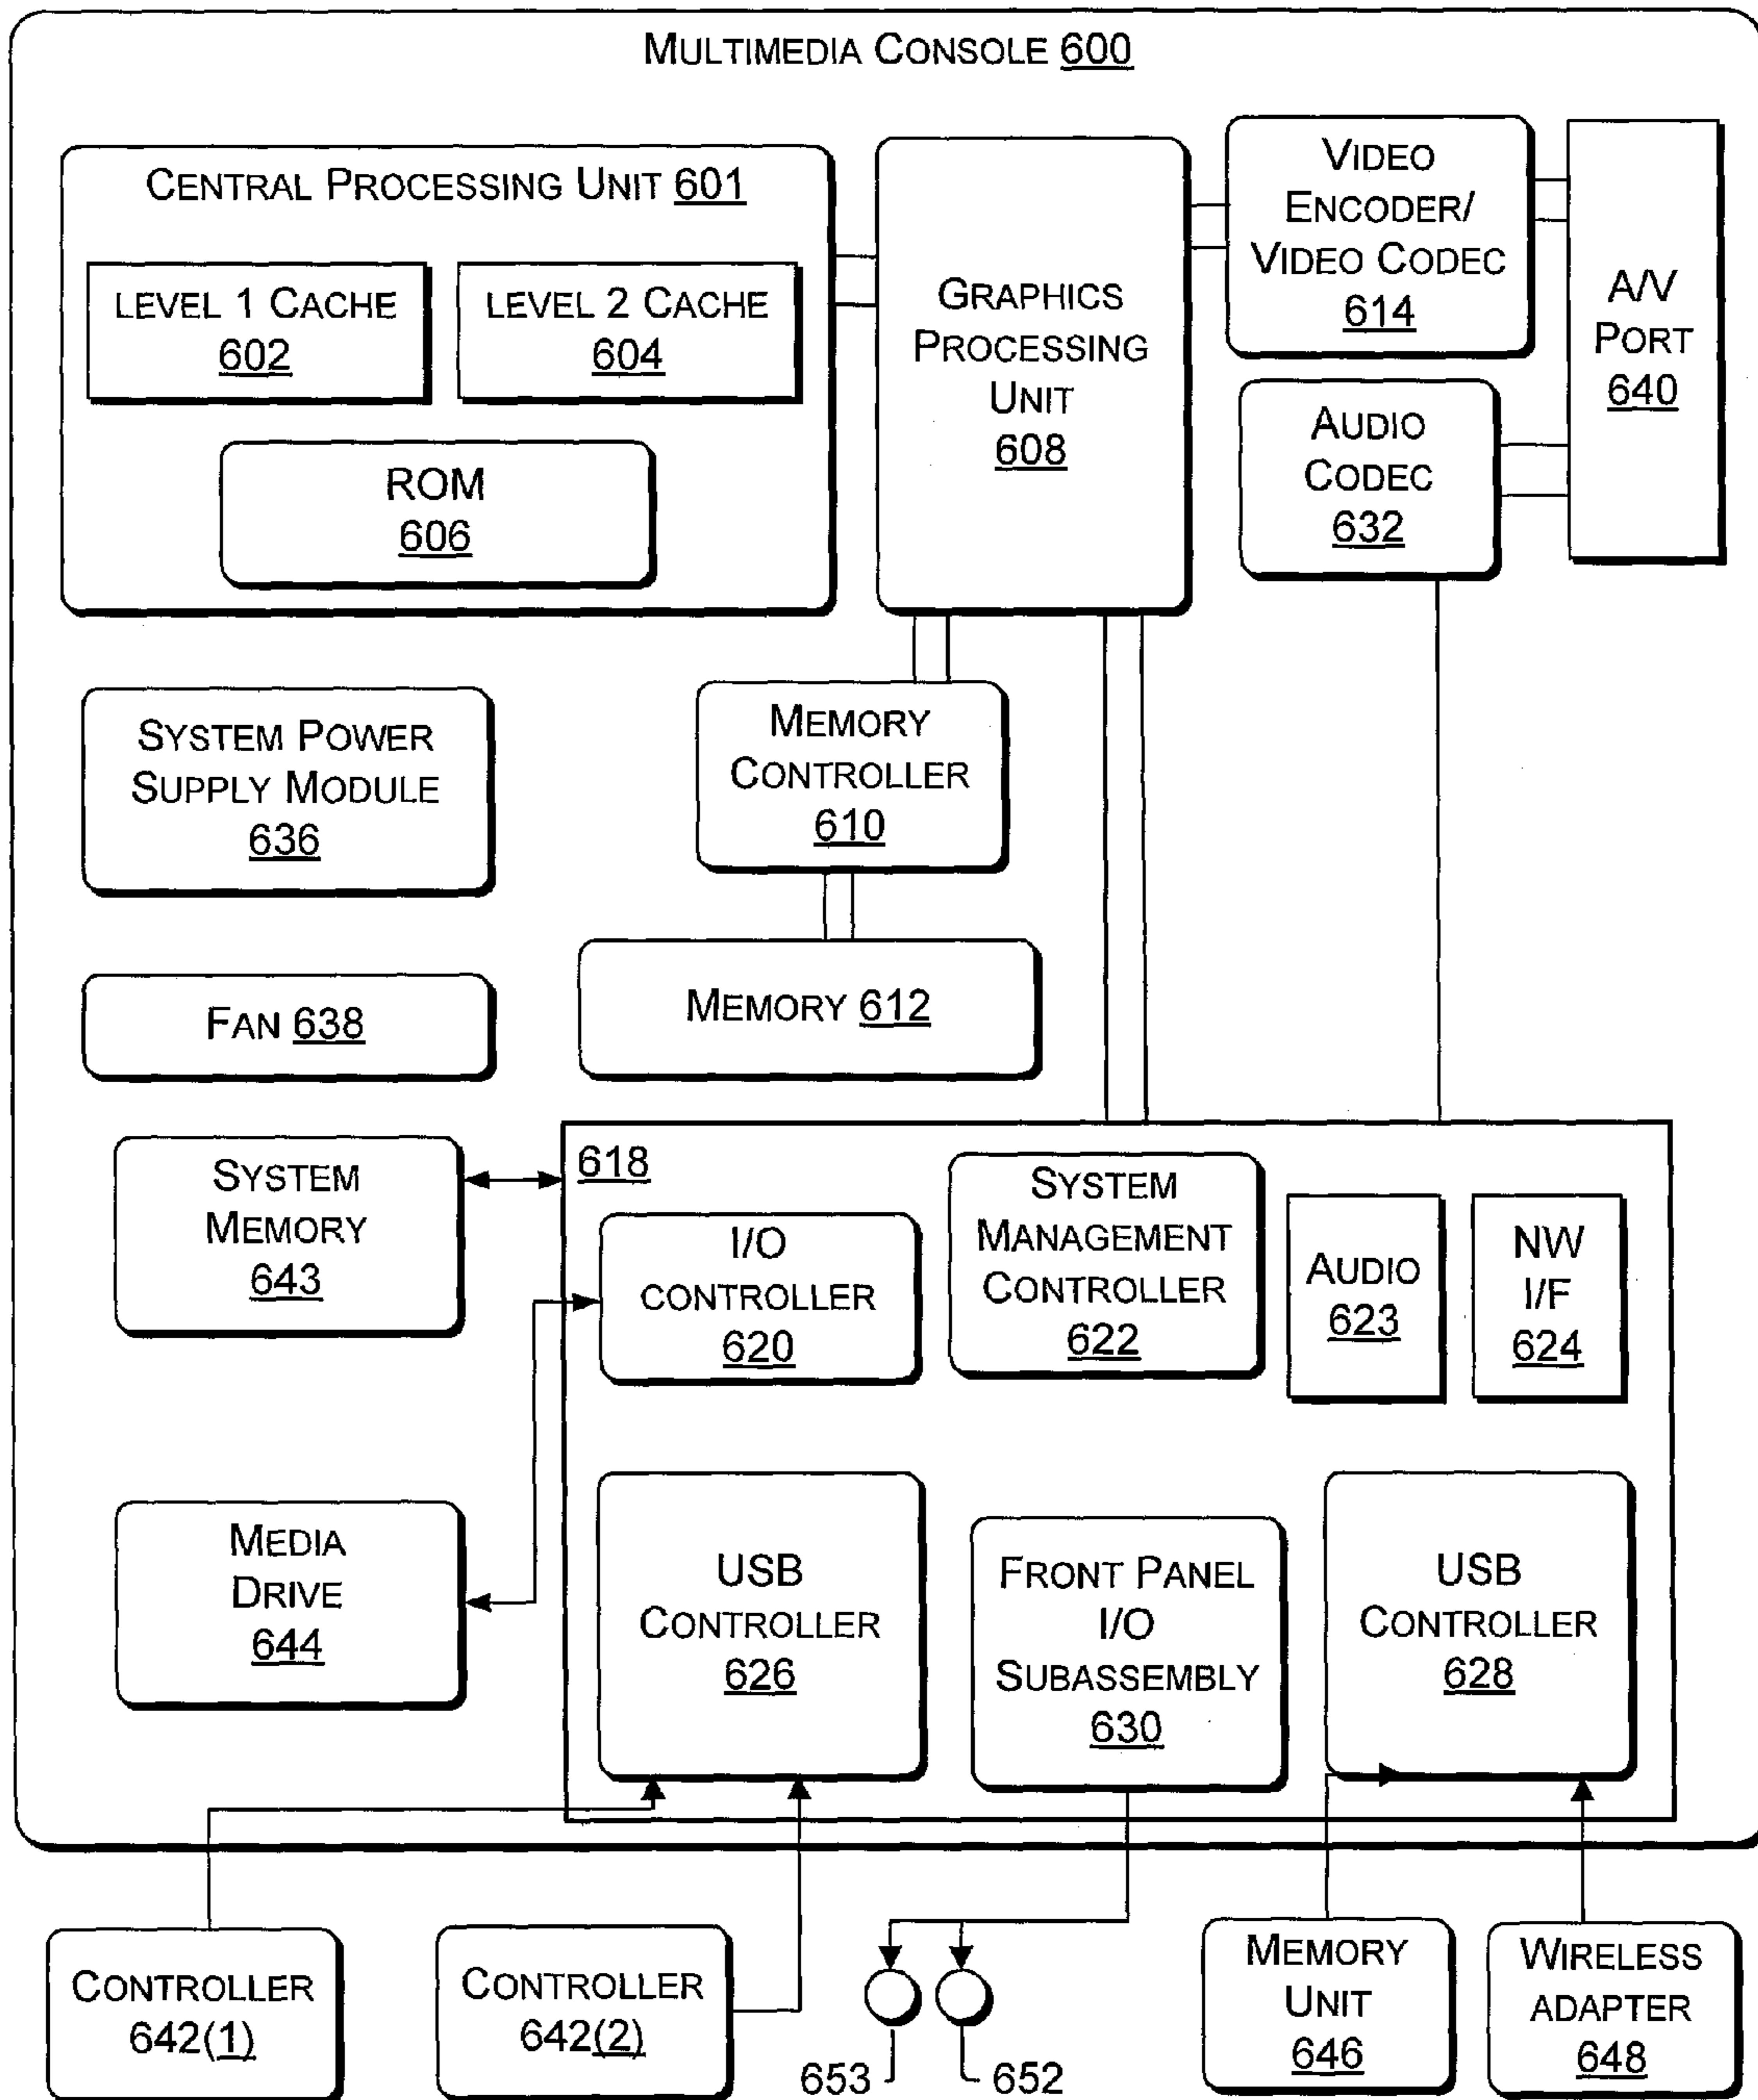 MULTIMEDIA CONSOLE 600
CENTRAL PROCESSING UNIT 601
LEVEL 1 CACHE
602
LEVEL 2 CACHE
604
ROM
606
GRAPHICS
PROCESSING
UNIT
608
VIDEO
ENCODER/
VIDEO CODEC
614
A/V
PORT
640
AUDIO
CODEC
632
SYSTEM POWER
SUPPLY MODULE
636
MEMORY
CONTROLLER
610
FAN 638
MEMORY 612
SYSTEM
MEMORY
643
618
I/O
CONTROLLER
620
SYSTEM
MANAGEMENT
CONTROLLER
622
AUDIO
623
NW
I/F
624
MEDIA
DRIVE
644
USB
CONTROLLER
626
FRONT PANEL
I/O
SUBASSEMBLY
630
USB
CONTROLLER
628
CONTROLLER
642(1)
CONTROLLER
642(2)
653
652
MEMORY
UNIT
646
WIRELESS
ADAPTER
648